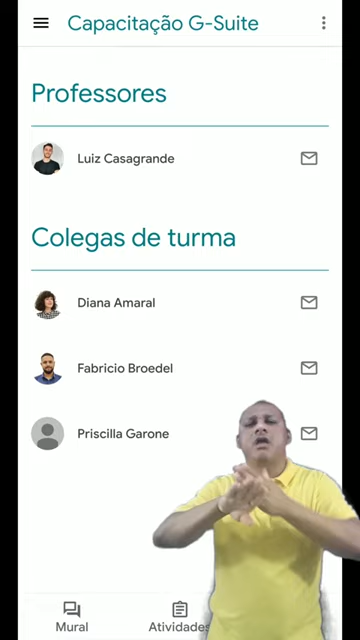 Capacitação G-Suite
Professores
Luiz Casagrande
Colegas de turma
Diana Amaral
Fabricio Broedel
Priscilla Garone
Mural
Atividades